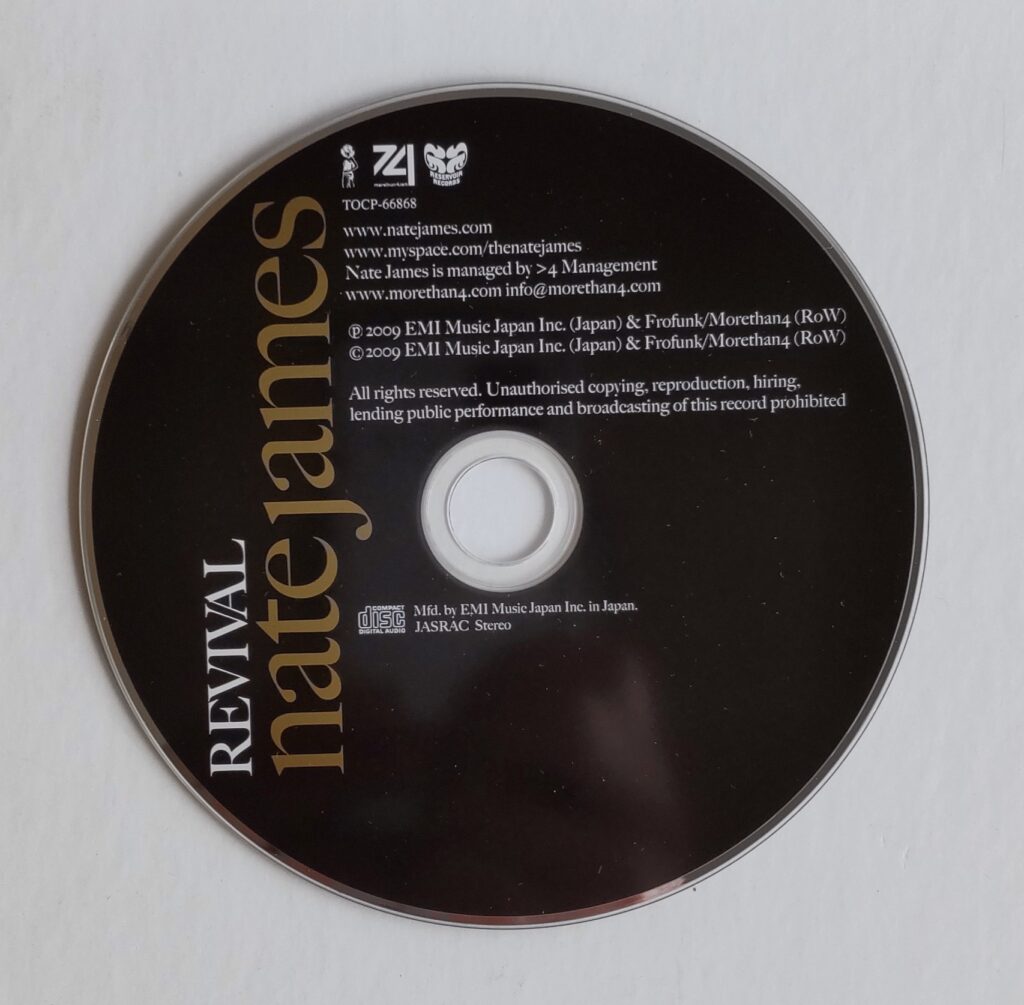 RESERVOIR
RECORDS
TOCP-66868
www.natejames.com
www.myspace.com/thenatejames
Nate James is managed by >4 Management
www.morethan4.com info@morethan4.com
℗ 2009 EMI Music Japan Inc. (Japan) & Frofunk/Morethan4 (RoW)
© 2009 EMI Music Japan Inc. (Japan) & Frofunk/Morethan4 (RoW)
All rights reserved. Unauthorised copying, reproduction, hiring,
lending public performance and broadcasting of this record prohibited
REVIVAL
natejames
COMPACT
disc
DIGITAL AUDIO
Mfd. by EMI Music Japan Inc. in Japan.
JASRAC Stereo